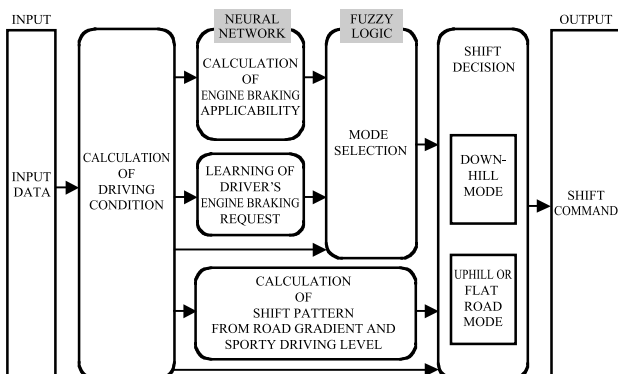 INPUT
INPUT
DATA
CALCULATION
OF
DRIVING
CONDITION
NEURAL
NETWORK
CALCULATION
OF
ENGINE BRAKING
APPLICABILITY
LEARNING OF
DRIVER'S
ENGINE BRAKING
REQUEST
FUZZY
LOGIC
MODE
SELECTION
CALCULATION
OF
SHIFT PATTERN
FROM ROAD GRADIENT AND
SPORTY DRIVING LEVEL
SHIFT
DECISION
DOWN-
HILL
MODE
UPHILL OR
FLAT
ROAD
MODE
OUTPUT
SHIFT
COMMAND